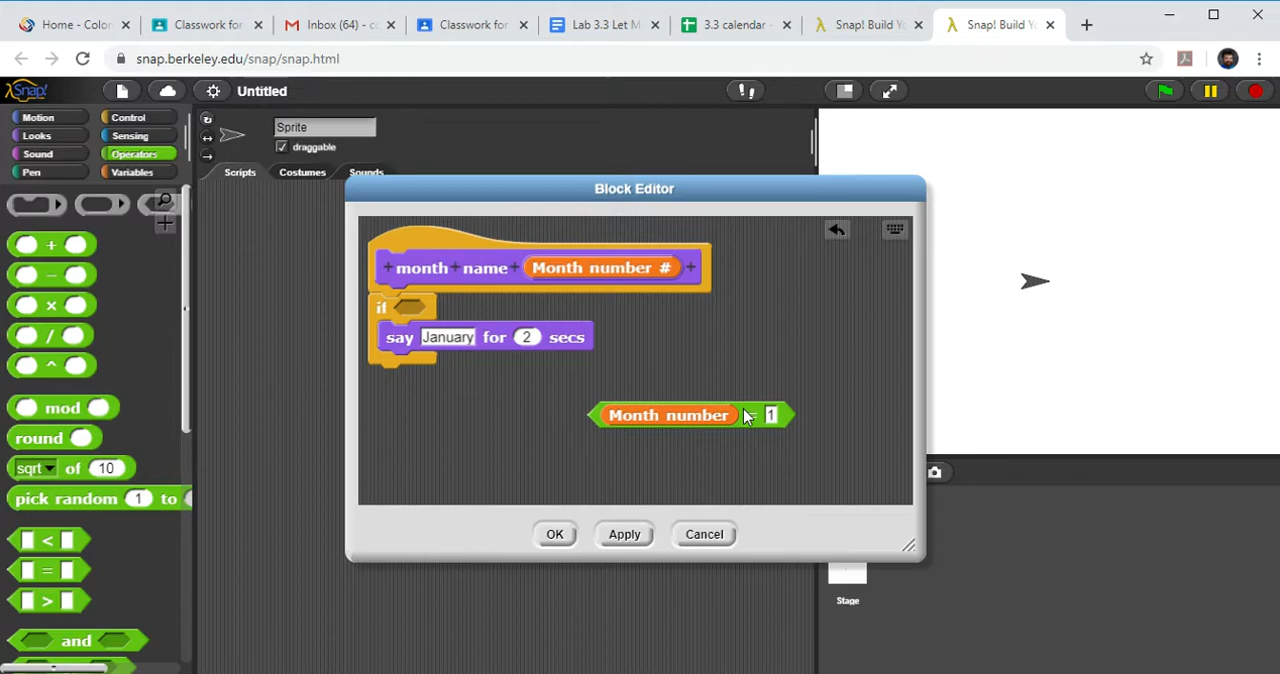 Home - Colon
Classwork for
Inbox (64) - c
Classwork for
Lab 3.3 Let M
3.3 calendar -
Snap! Build Yo
Snap! Build Yo
snap.berkeley.edu/snap/snap.html
Snap!
Untitled
Motion
Control
Looks
Sensing
Sound
Operators
Pen
Variables
Sprite
draggable
Scripts
Costumes
Sounds
+
−
×
/
^
mod
round
sqrt of 10
pick random 1 to
<
=
>
and
Block Editor
+ month + name + Month number # +
if
say January for 2 secs
Month number = 1
OK
Apply
Cancel
Stage